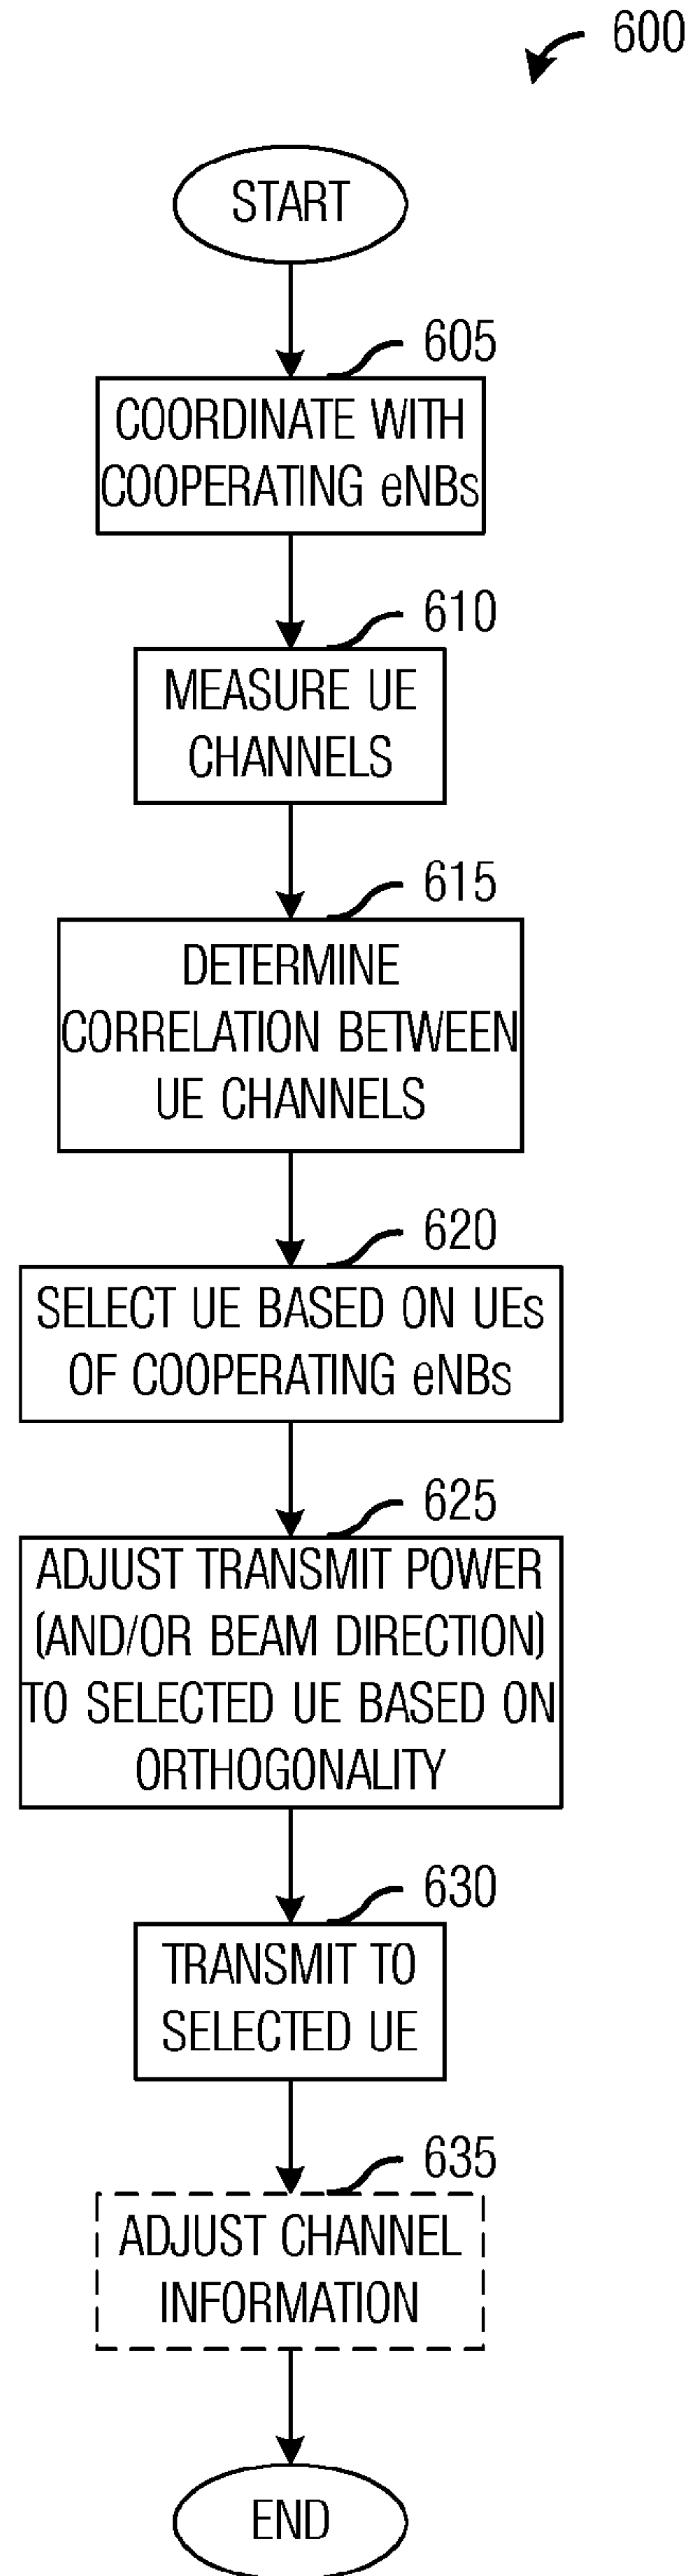 600
START
605
COORDINATE WITH
COOPERATING eNBs
610
MEASURE UE
CHANNELS
615
DETERMINE
CORRELATION BETWEEN
UE CHANNELS
620
SELECT UE BASED ON UEs
OF COOPERATING eNBs
625
ADJUST TRANSMIT POWER
(AND/OR BEAM DIRECTION)
TO SELECTED UE BASED ON
ORTHOGONALITY
630
TRANSMIT TO
SELECTED UE
635
ADJUST CHANNEL
INFORMATION
END